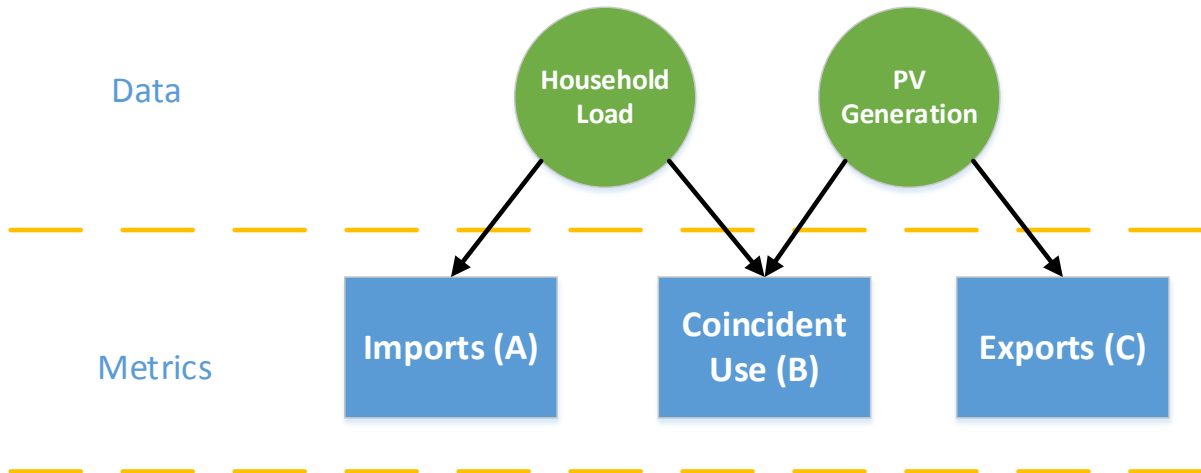 Data
Household
Load
PV
Generation
Metrics
Imports (A)
Coincident
Use (B)
Exports (C)